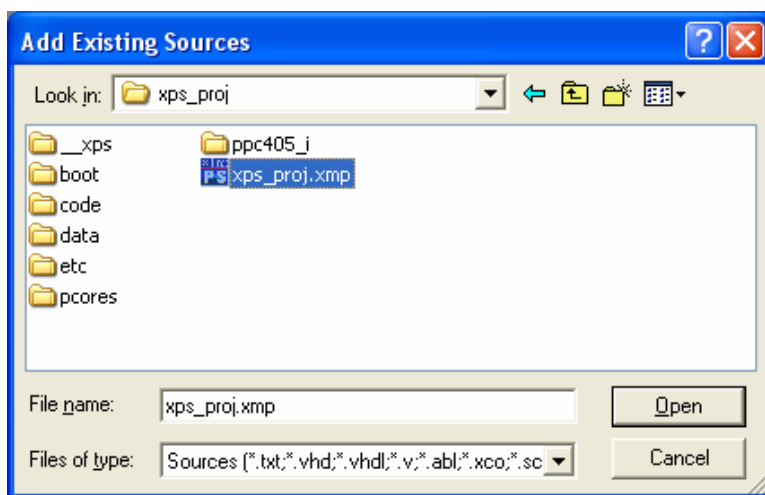 Add Existing Sources
Look in: xps_proj
__xps ppc405_i
boot xps_proj.xmp
code
data
etc
pcores
File name: xps_proj.xmp Open
Files of type: Sources (*.txt;*.vhd;*.vhdl;*.v;*.abl;*.xco;*.sc Cancel